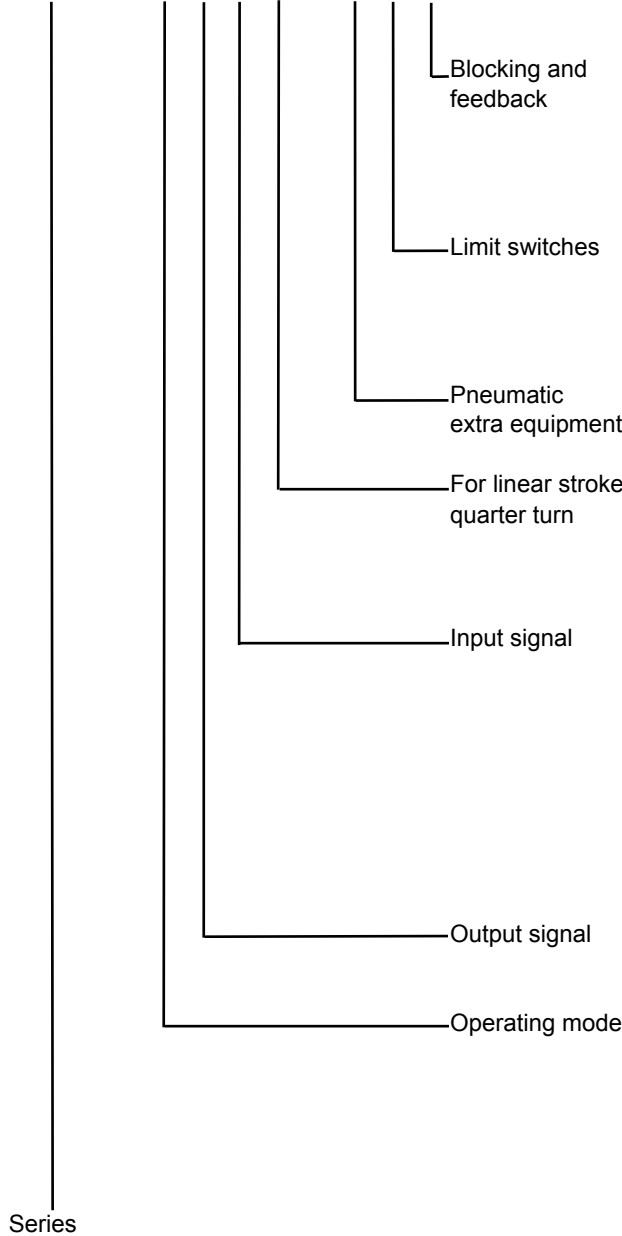 Blocking and
feedback
Limit switches
Pneumatic
extra equipment
For linear stroke
quarter turn
Input signal
Output signal
Operating mode
Series